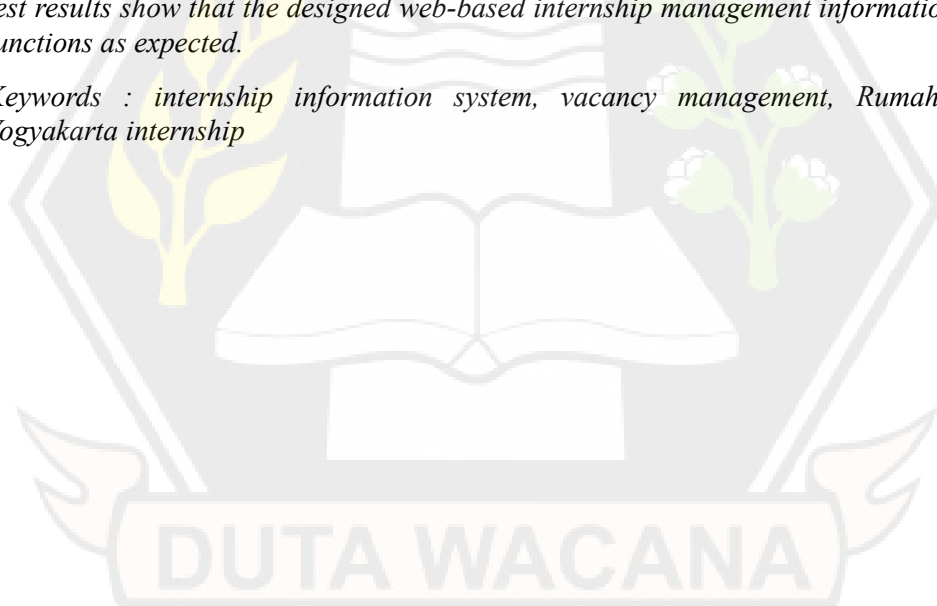 est results show that the designed web-based internship management information
unctions as expected.
Keywords : internship information system, vacancy management, Rumah
Yogyakarta internship
DUTA WACANA